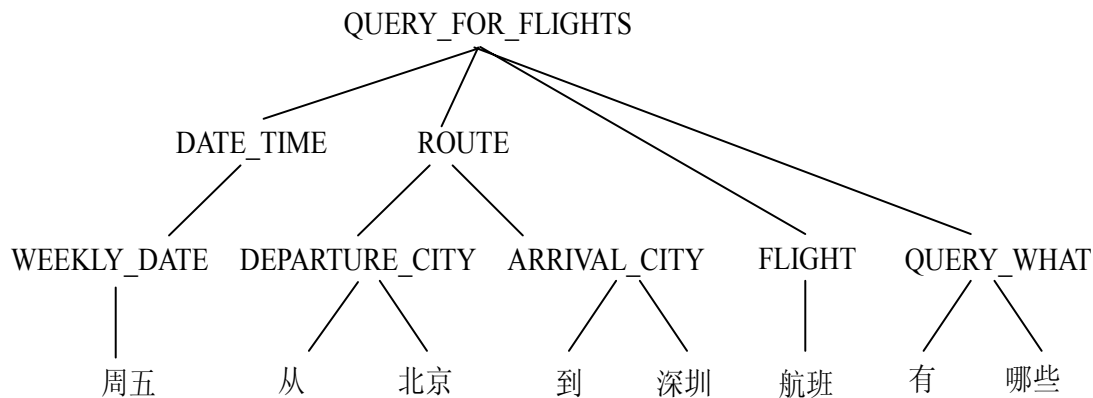 QUERY_FOR_FLIGHTS
DATE_TIME ROUTE
WEEKLY_DATE DEPARTURE_CITY ARRIVAL_CITY FLIGHT QUERY_WHAT
周五 从 北京 到 深圳 航班 有 哪些